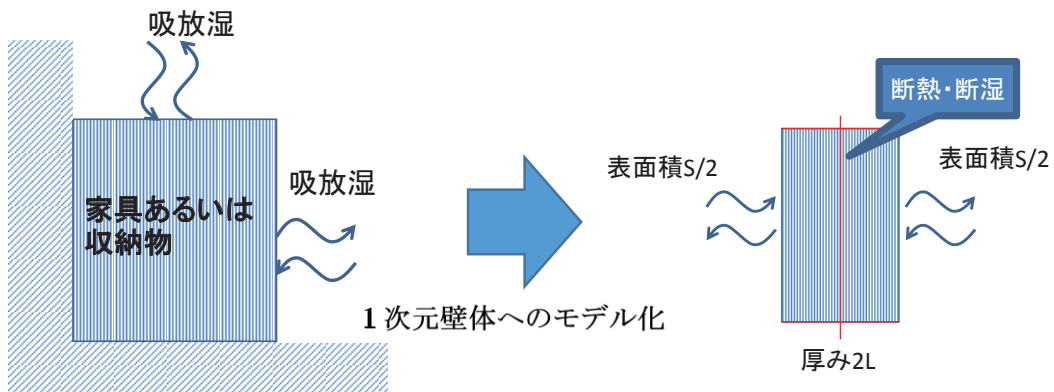 吸放湿
吸放湿
家具あるいは
収納物
1次元壁体へのモデル化
断熱・断湿
表面積S/2
表面積S/2
厚み2L